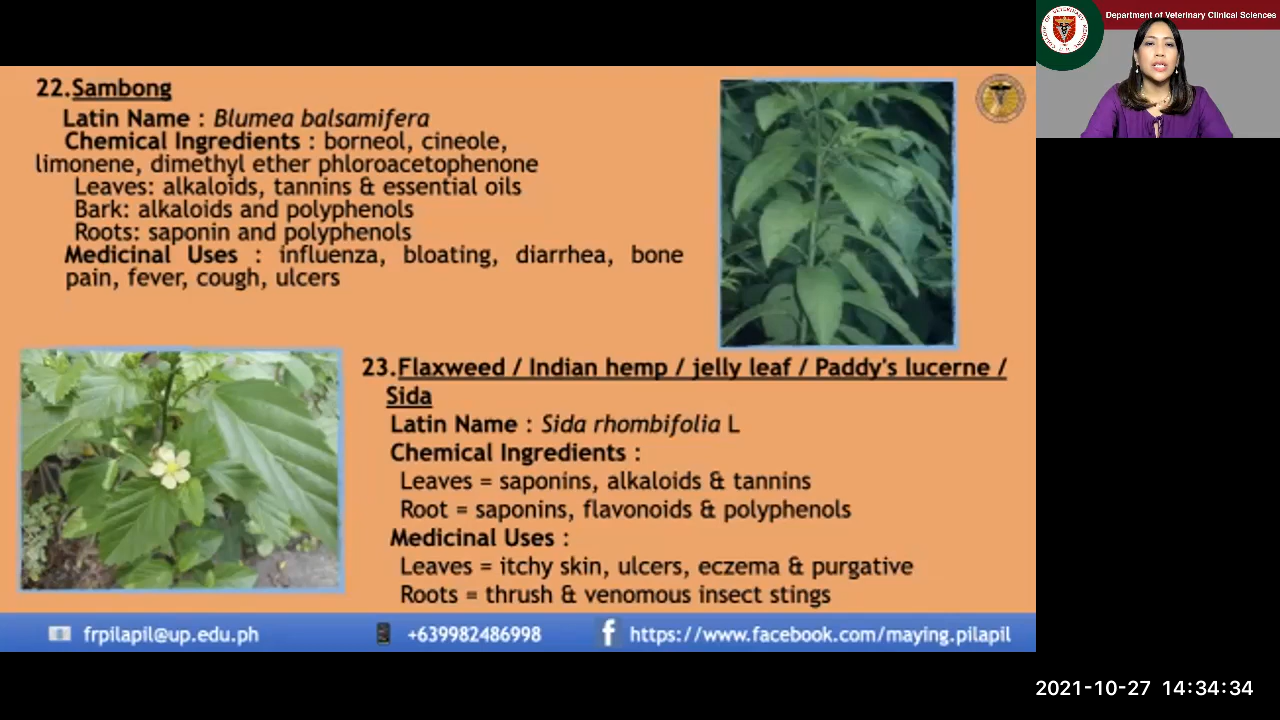 Department of Veterinary Clinical Sciences
22.Sambong
Latin Name : Blumea balsamifera
Chemical Ingredients : borneol, cineole,
limonene, dimethyl ether phloroacetophenone
Leaves: alkaloids, tannins & essential oils
Bark: alkaloids and polyphenols
Roots: saponin and polyphenols
Medicinal Uses : influenza, bloating, diarrhea, bone
pain, fever, cough, ulcers
23.Flaxweed / Indian hemp / jelly leaf / Paddy's lucerne /
Sida
Latin Name : Sida rhombifolia L
Chemical Ingredients :
Leaves = saponins, alkaloids & tannins
Root = saponins, flavonoids & polyphenols
Medicinal Uses :
Leaves = itchy skin, ulcers, eczema & purgative
Roots = thrush & venomous insect stings
frpilapil@up.edu.ph
+639982486998
https://www.facebook.com/maying.pilapil
2021-10-27 14:34:34